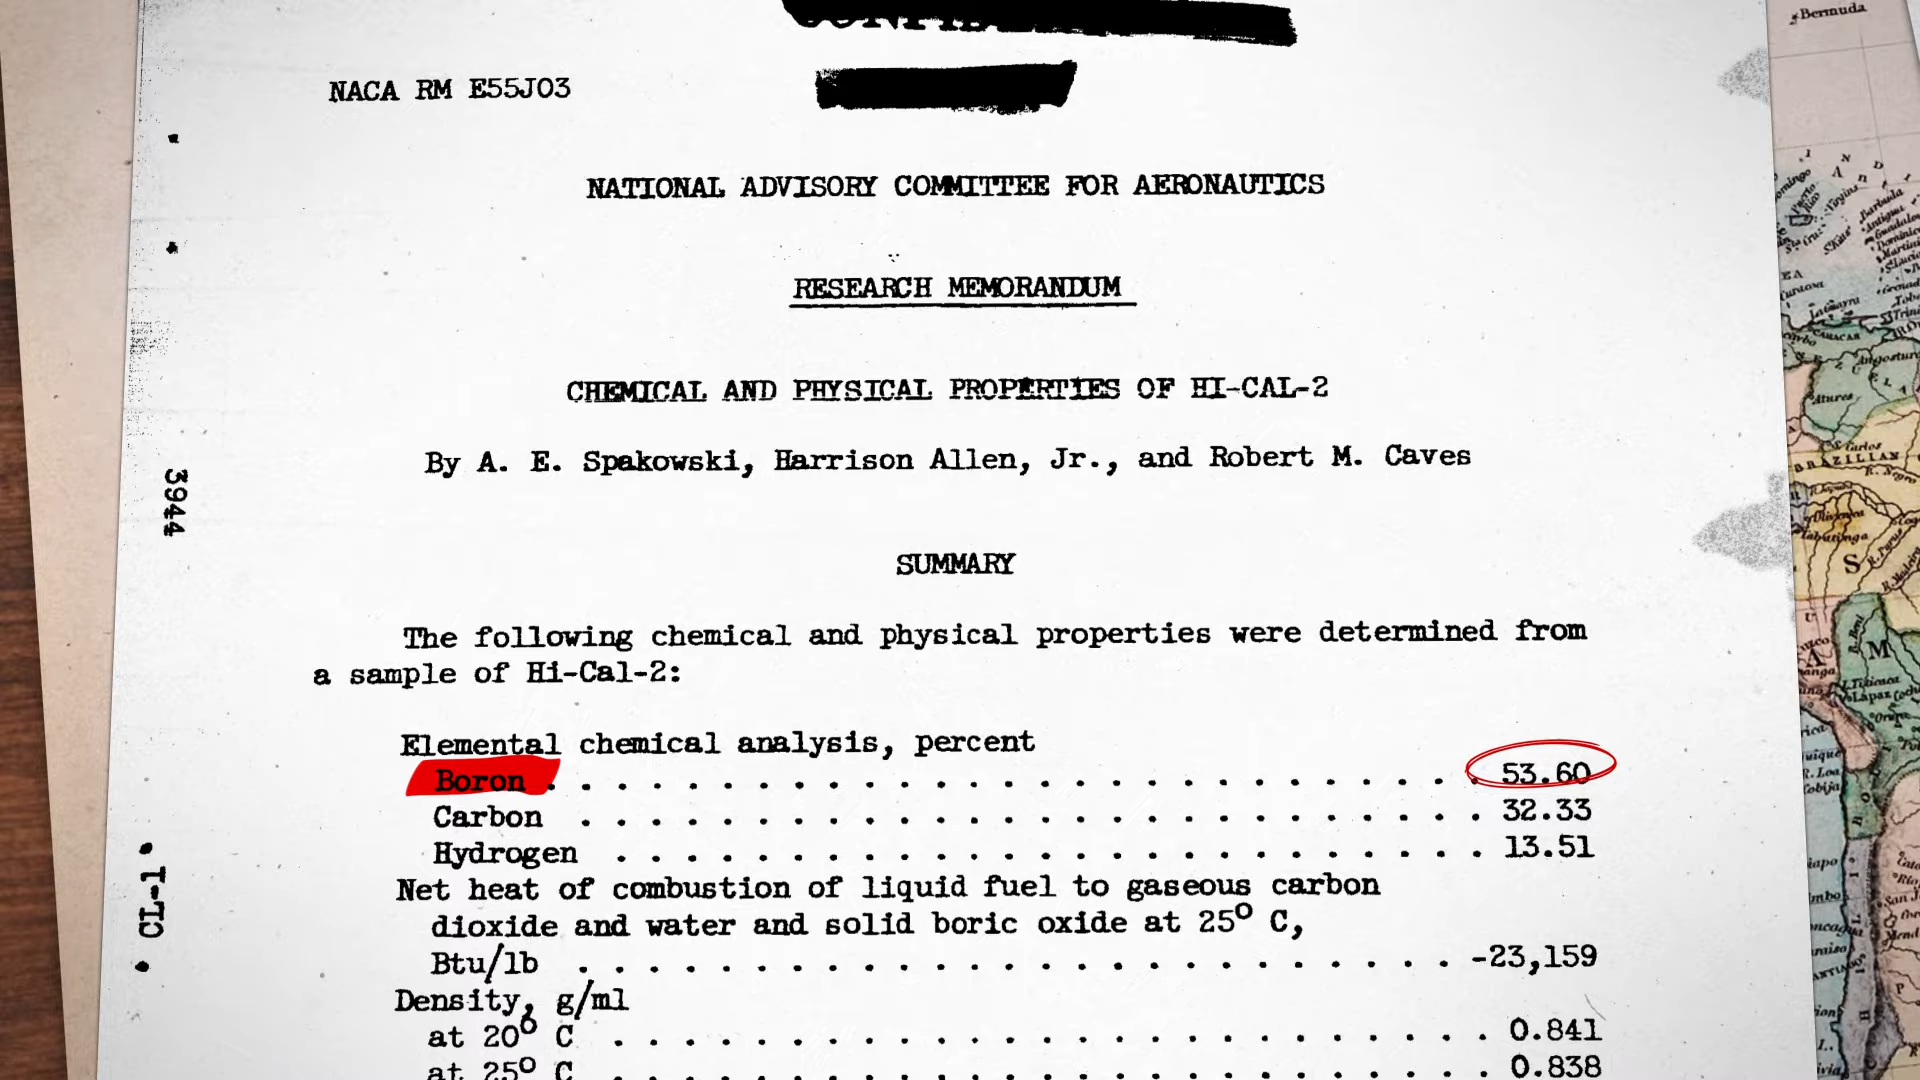 NACA RM E55J03
NATIONAL ADVISORY COMMITTEE FOR AERONAUTICS
RESEARCH MEMORANDUM
CHEMICAL AND PHYSICAL PROPERTIES OF HI-CAL-2
By A. E. Spakowski, Harrison Allen, Jr., and Robert M. Caves
SUMMARY
The following chemical and physical properties were determined from
a sample of Hi-Cal-2:
Elemental chemical analysis, percent
Boron . . . . . . . . . . . . . . . . . . . . . . . . . . 53.60
Carbon . . . . . . . . . . . . . . . . . . . . . . . . . . 32.33
Hydrogen . . . . . . . . . . . . . . . . . . . . . . . . . 13.51
Net heat of combustion of liquid fuel to gaseous carbon
dioxide and water and solid boric oxide at 25° C,
Btu/lb . . . . . . . . . . . . . . . . . . . . . . . . . -23,159
Density, g/ml
at 20° C . . . . . . . . . . . . . . . . . . . . . . . . . 0.841
at 25° C . . . . . . . . . . . . . . . . . . . . . . . . . 0.838
3944
CL-1
Bermuda
BRAZILIAN
S
M